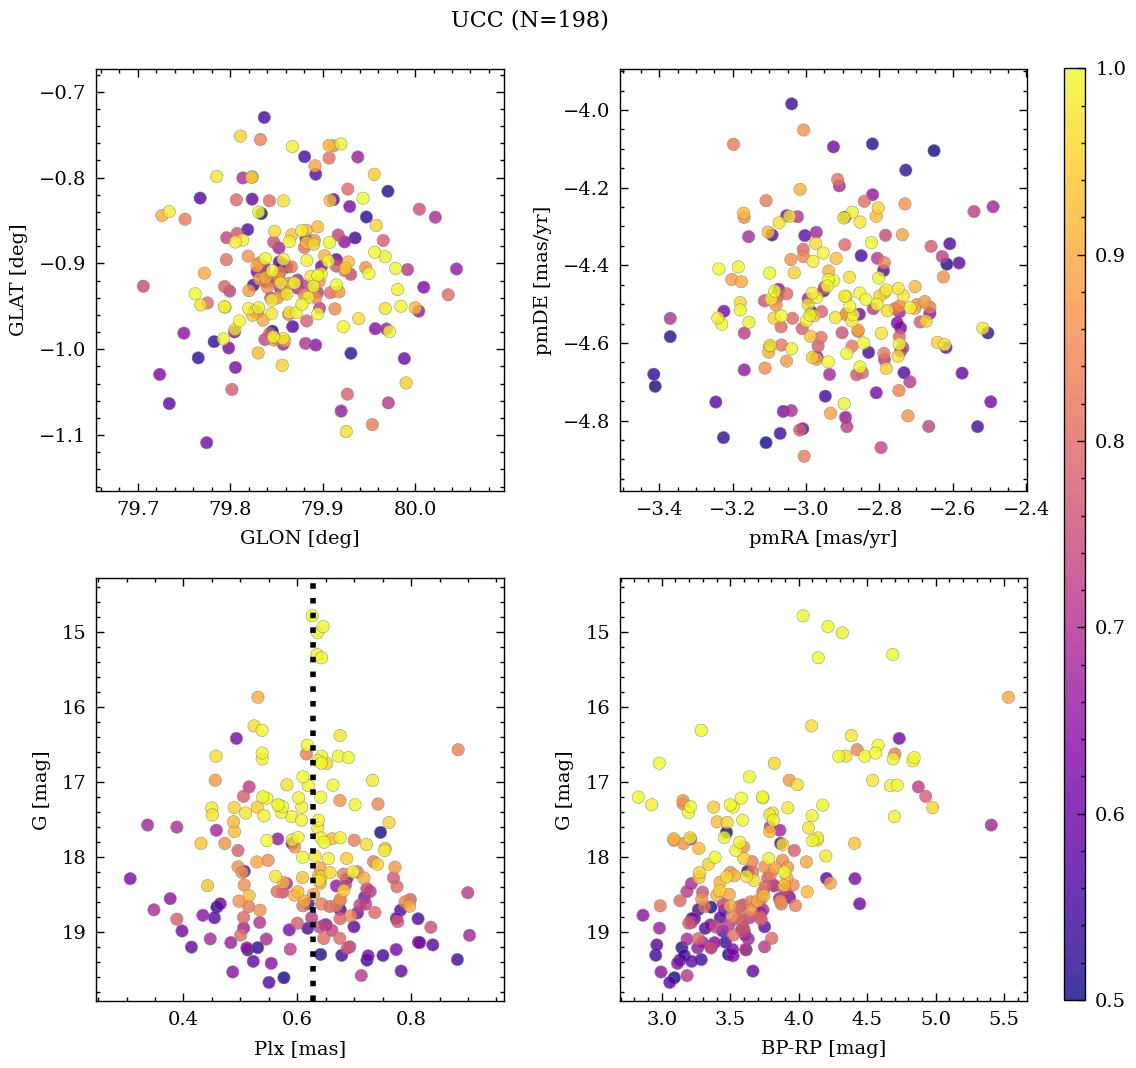 UCC (N=198)
−0.7
−0.8
−0.9
−1.0
−1.1
GLAT [deg]
79.7 79.8 79.9 80.0
GLON [deg]
−4.0
−4.2
−4.4
−4.6
−4.8
pmDE [mas/yr]
−3.4 −3.2 −3.0 −2.8 −2.6 −2.4
pmRA [mas/yr]
15
16
17
18
19
G [mag]
0.4 0.6 0.8
Plx [mas]
15
16
17
18
19
G [mag]
3.0 3.5 4.0 4.5 5.0 5.5
BP-RP [mag]
1.0
0.9
0.8
0.7
0.6
0.5